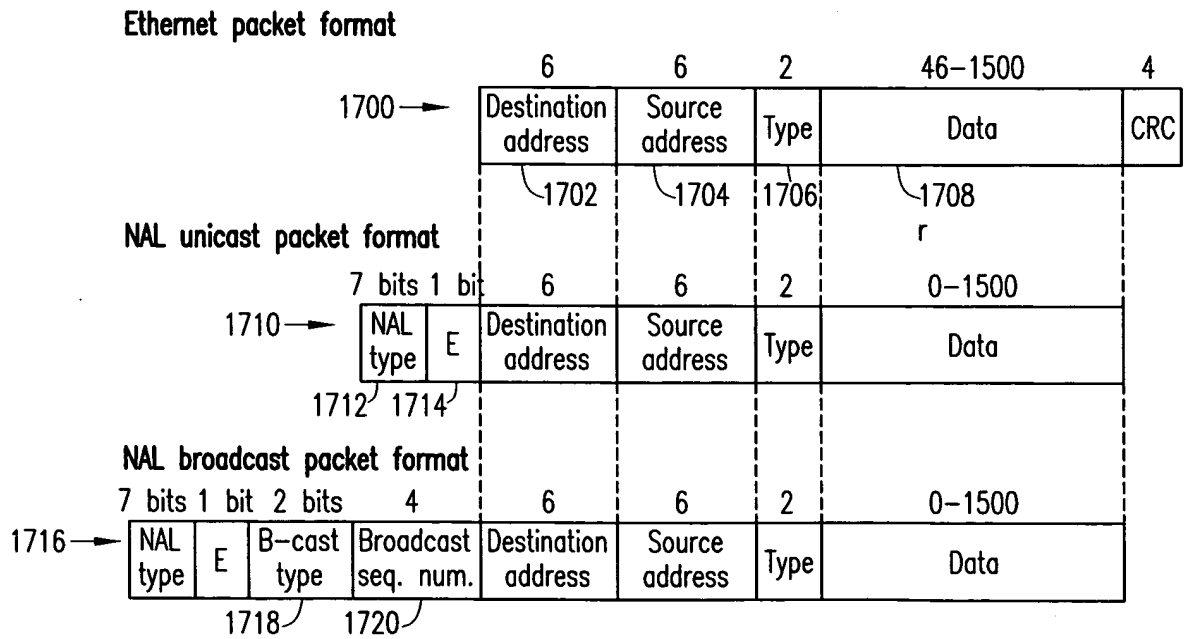 Ethernet packet format
6 6 2 46–1500 4
1700 Destination address Source address Type Data CRC
1702 1704 1706 1708
r
NAL unicast packet format
7 bits 1 bit 6 6 2 0–1500
1710 NAL type E Destination address Source address Type Data
1712 1714
NAL broadcast packet format
7 bits 1 bit 2 bits 4 6 6 2 0–1500
1716 NAL type E B–cast type Broadcast seq. num. Destination address Source address Type Data
1718 1720